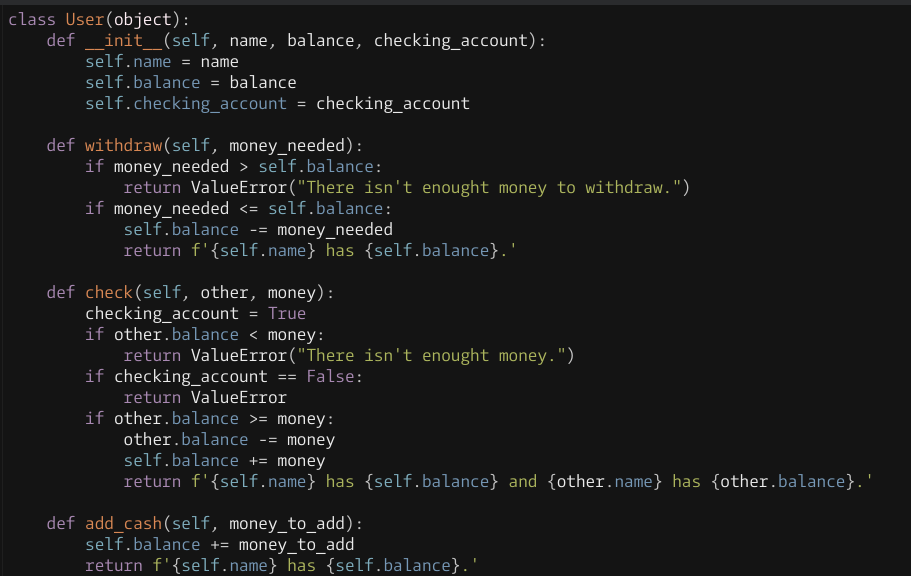 class User(object):
    def __init__(self, name, balance, checking_account):
        self.name = name
        self.balance = balance
        self.checking_account = checking_account

    def withdraw(self, money_needed):
        if money_needed > self.balance:
            return ValueError("There isn't enought money to withdraw.")
        if money_needed <= self.balance:
            self.balance -= money_needed
            return f'{self.name} has {self.balance}.'

    def check(self, other, money):
        checking_account = True
        if other.balance < money:
            return ValueError("There isn't enought money.")
        if checking_account == False:
            return ValueError
        if other.balance >= money:
            other.balance -= money
            self.balance += money
            return f'{self.name} has {self.balance} and {other.name} has {other.balance}.'

    def add_cash(self, money_to_add):
        self.balance += money_to_add
        return f'{self.name} has {self.balance}.'